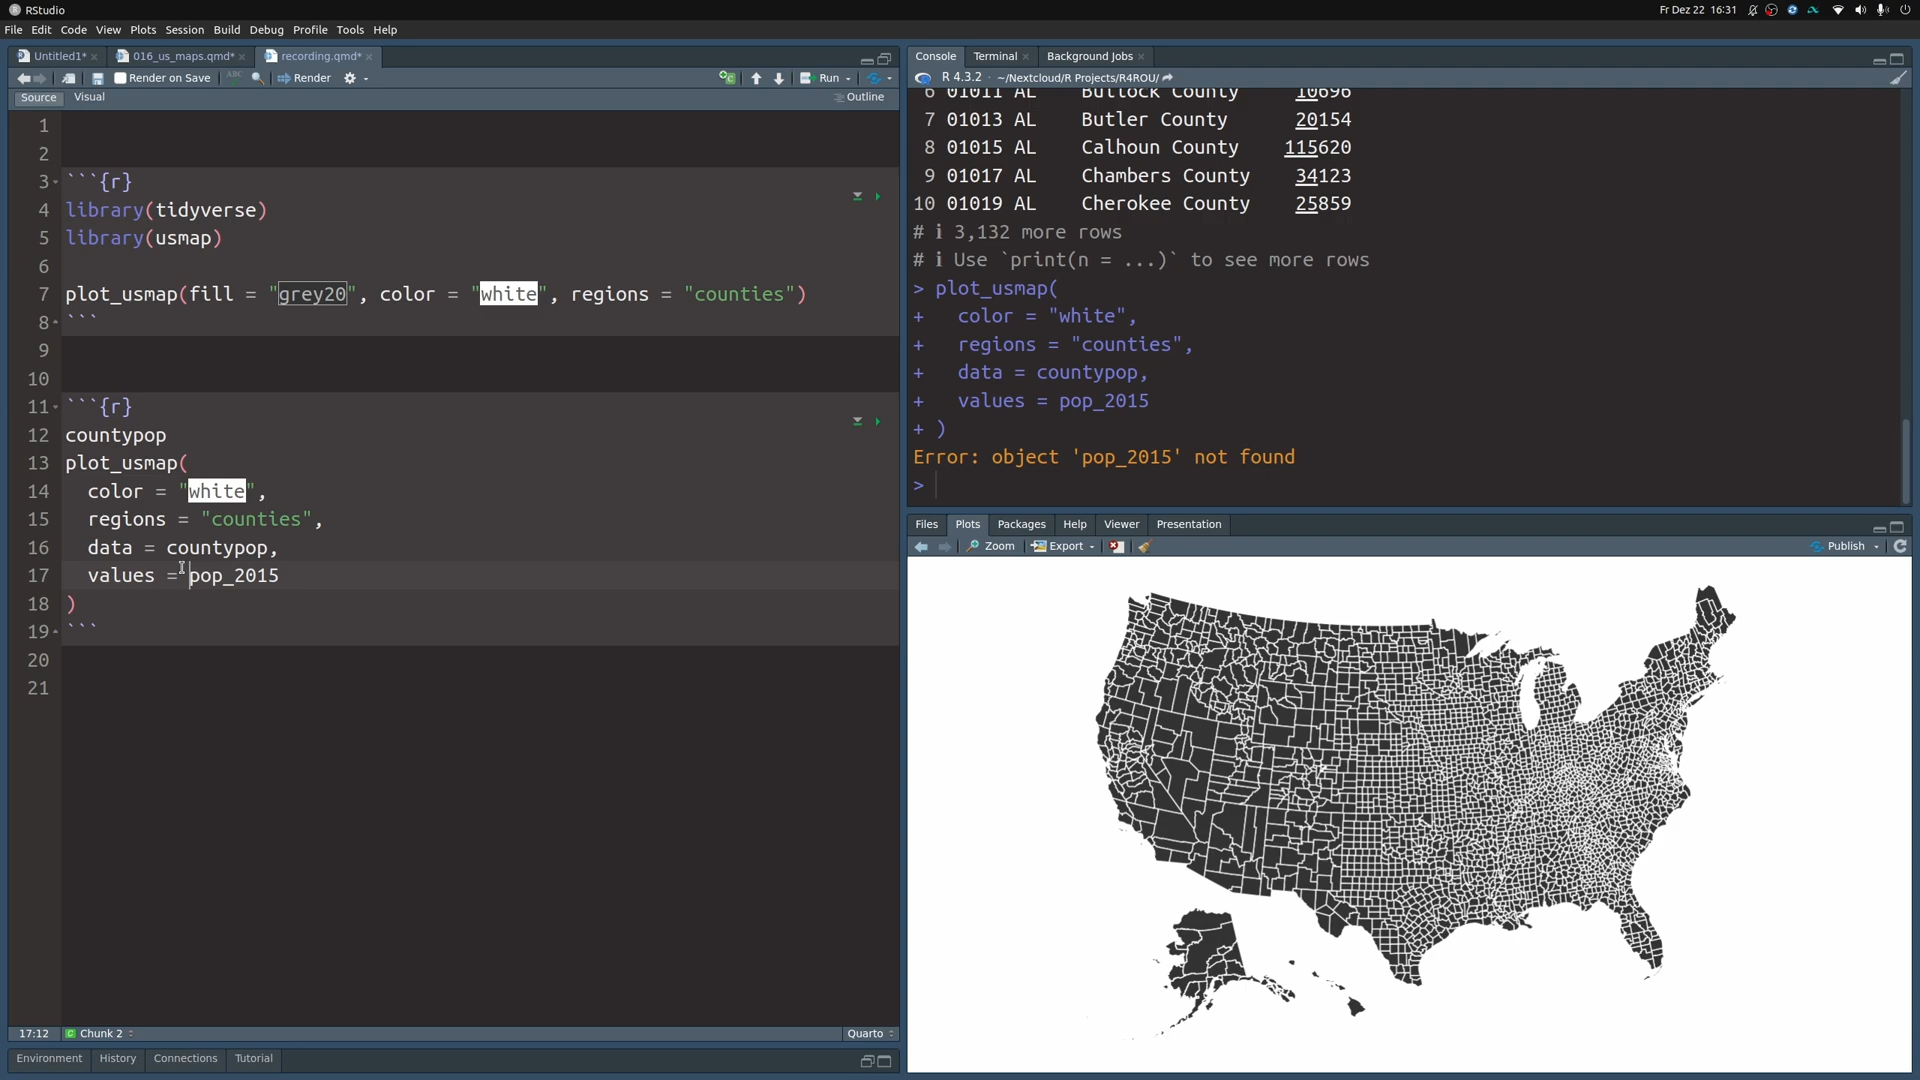 RStudio
Fr Dez 22 16:31
File Edit Code View Plots Session Build Debug Profile Tools Help
Untitled1* 016_us_maps.qmd* recording.qmd*
Render on Save ABC Render Run
Source Visual Outline
1
2
3 ```{r}
4 library(tidyverse)
5 library(usmap)
6
7 plot_usmap(fill = "grey20", color = "white", regions = "counties")
8 ```
9
10
11 ```{r}
12 countypop
13 plot_usmap(
14 color = "white",
15 regions = "counties",
16 data = countypop,
17 values = pop_2015
18 )
19 ```
20
21
17:12 Chunk 2 Quarto
Environment History Connections Tutorial
Console Terminal Background Jobs
R 4.3.2 · ~/Nextcloud/R Projects/R4ROU/
6 01011 AL Bullock County 10696
7 01013 AL Butler County 20154
8 01015 AL Calhoun County 115620
9 01017 AL Chambers County 34123
10 01019 AL Cherokee County 25859
# ℹ 3,132 more rows
# ℹ Use `print(n = ...)` to see more rows
> plot_usmap(
+ color = "white",
+ regions = "counties",
+ data = countypop,
+ values = pop_2015
+ )
Error: object 'pop_2015' not found
>
Files Plots Packages Help Viewer Presentation
Zoom Export Publish